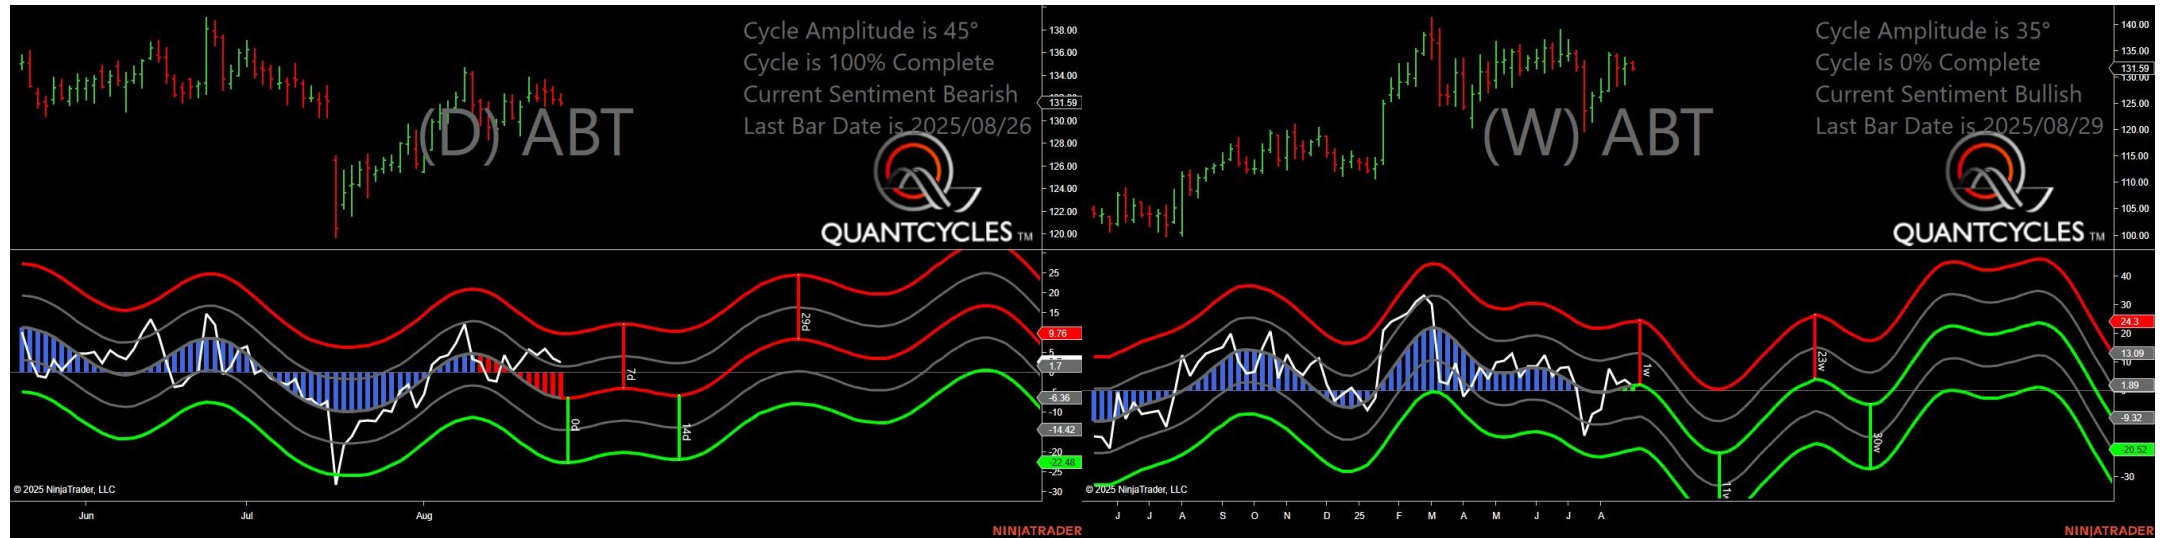 Cycle Amplitude is 45°
Cycle is 100% Complete
Current Sentiment Bearish
Last Bar Date is 2025/08/26
(D) ABT
QUANTCYCLES TM
138.00
136.00
134.00
131.59
130.00
128.00
126.00
124.00
122.00
120.00
25
20
15
9.76
5
1.7
-6.36
-10
-14.42
-20
-22.48
-25
-30
7d
29d
0d
14d
© 2025 NinjaTrader, LLC
Jun
Jul
Aug
NINJATRADER
Cycle Amplitude is 35°
Cycle is 0% Complete
Current Sentiment Bullish
Last Bar Date is 2025/08/29
(W) ABT
QUANTCYCLES TM
140.00
135.00
131.59
130.00
125.00
120.00
115.00
110.00
105.00
100.00
40
30
24.3
20
13.09
10
1.89
-9.32
-20.52
-30
1w
23w
11w
30w
© 2025 NinjaTrader, LLC
J J A S O N D 25 F M A M J J A
NINJATRADER